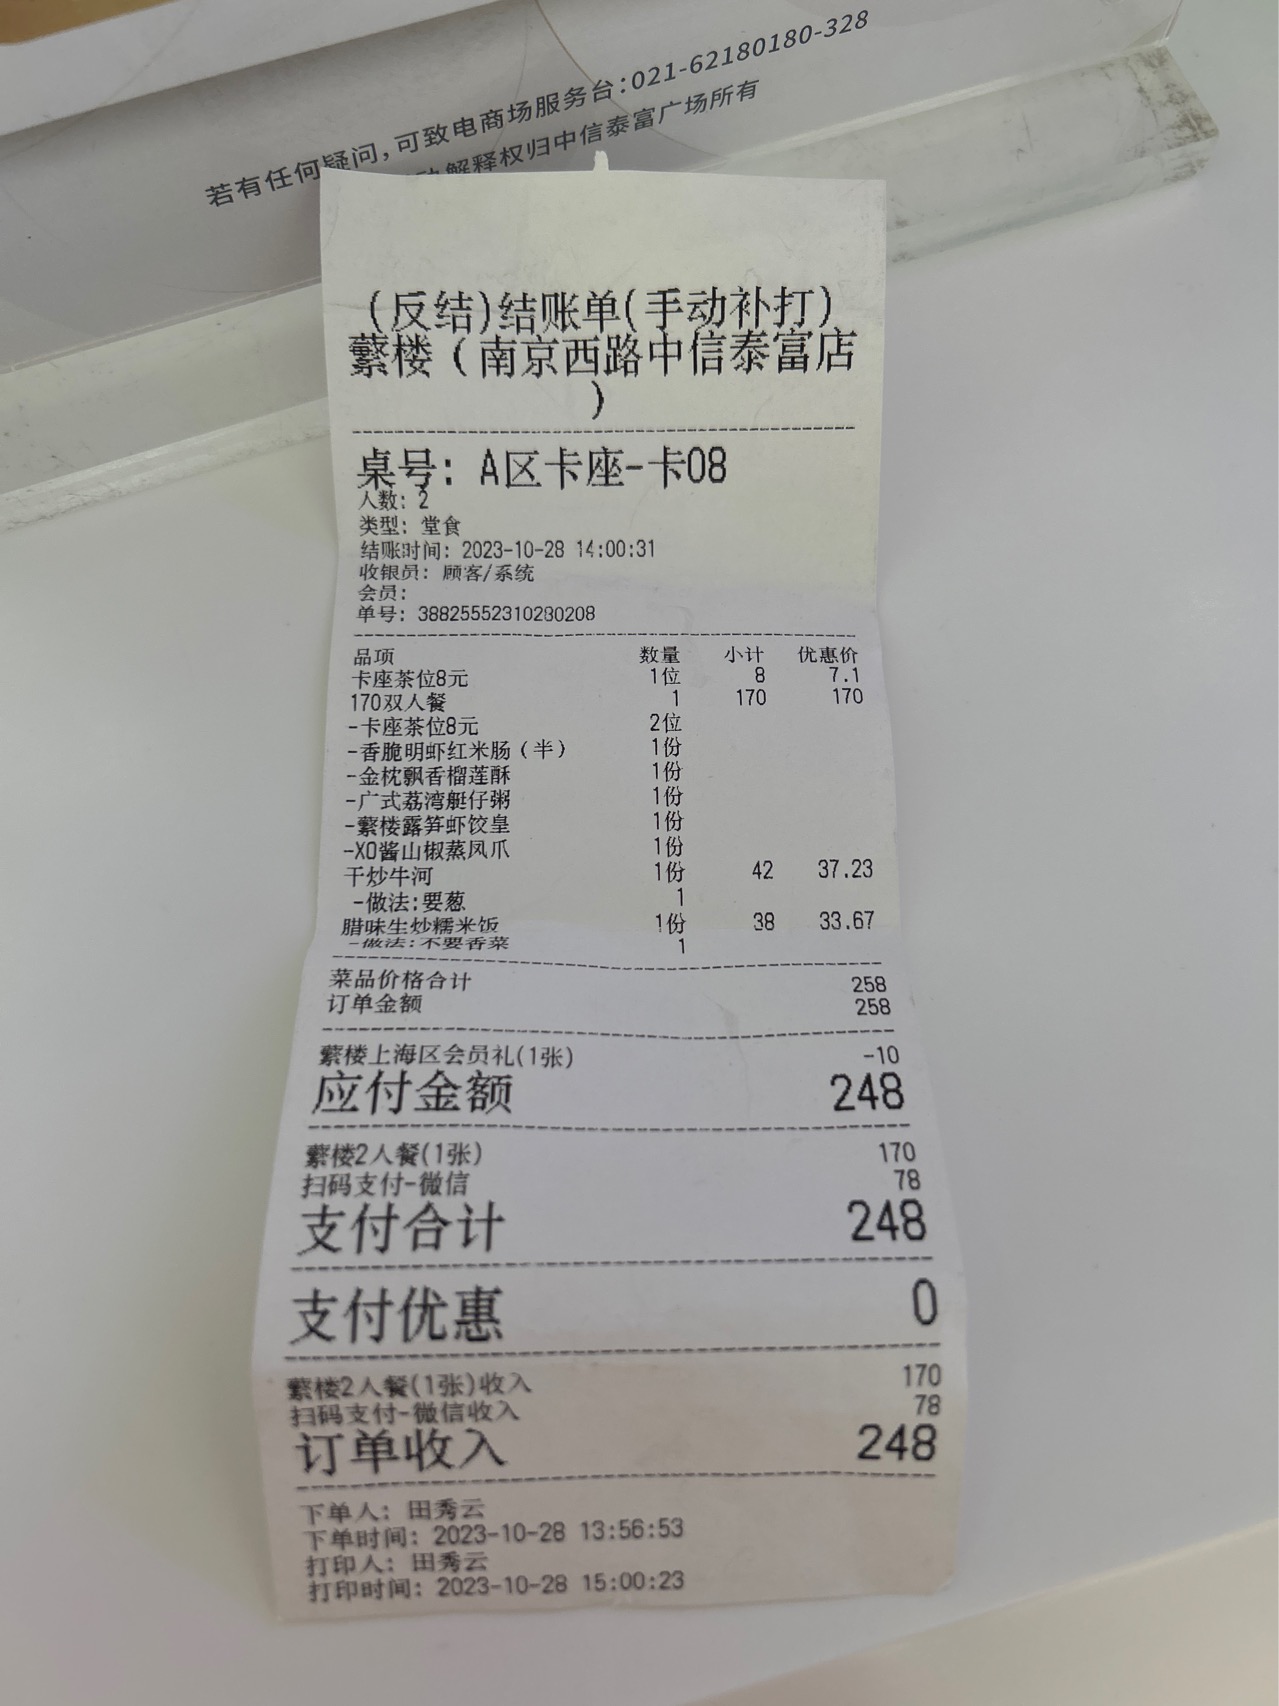 若有任何疑问,可致电商场服务台:021-62180180-328
解释权归中信泰富广场所有
(反结)结账单(手动补打)
蘩楼(南京西路中信泰富店
)
桌号: A区卡座-卡08
人数: 2
类型: 堂食
结账时间: 2023-10-28 14:00:31
收银员: 顾客/系统
会员:
单号: 38825552310280208
品项 数量 小计 优惠价
卡座茶位8元 1位 8 7.1
170双人餐 1 170 170
-卡座茶位8元 2位
-香脆明虾红米肠(半) 1份
-金枕飘香榴莲酥 1份
-广式荔湾艇仔粥 1份
-蘩楼露笋虾饺皇 1份
-XO酱山椒蒸凤爪 1份
干炒牛河 1份 42 37.23
-做法:要葱 1
腊味生炒糯米饭 1份 38 33.67
-做法:不要香菜 1
菜品价格合计 258
订单金额 258
蘩楼上海区会员礼(1张) -10
应付金额 248
蘩楼2人餐(1张) 170
扫码支付-微信 78
支付合计 248
支付优惠 0
蘩楼2人餐(1张)收入 170
扫码支付-微信收入 78
订单收入 248
下单人: 田秀云
下单时间: 2023-10-28 13:56:53
打印人: 田秀云
打印时间: 2023-10-28 15:00:23